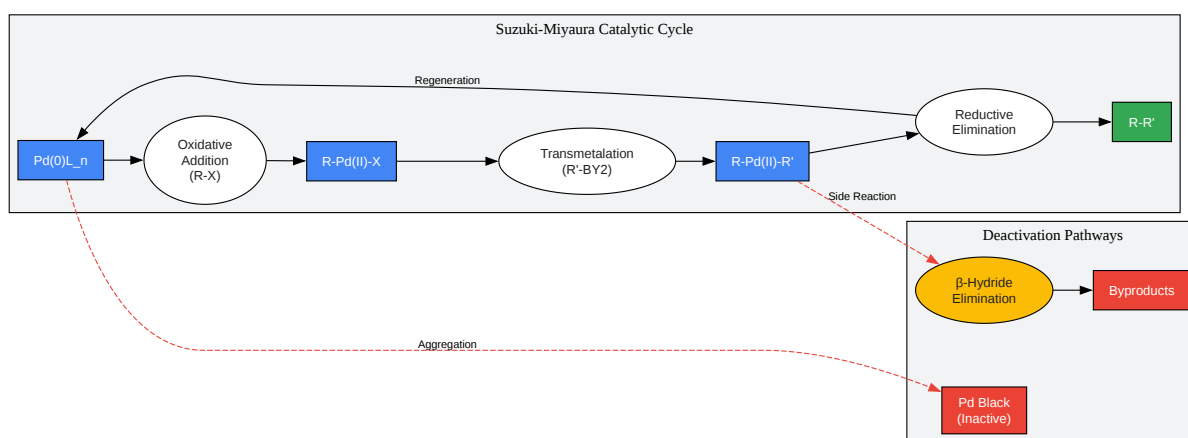 Suzuki-Miyaura Catalytic Cycle
Regeneration
Pd(0)L_n
Oxidative
Addition
(R-X)
R-Pd(II)-X
Transmetalation
(R'-BY2)
R-Pd(II)-R'
Reductive
Elimination
R-R'
Side Reaction
Deactivation Pathways
β-Hydride
Elimination
Byproducts
Aggregation
Pd Black
(Inactive)